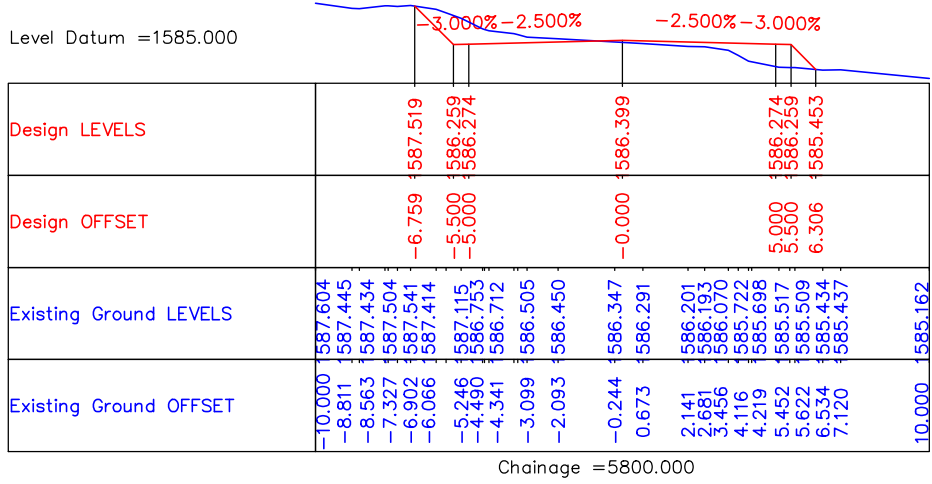 −3.000% −2.500% −2.500% −3.000%
Level Datum =1585.000
Design LEVELS 1587.519 1586.259 1586.274 1586.399 1586.274 1586.259 1585.453
Design OFFSET −6.759 −5.500 −5.000 −0.000 5.000 5.500 6.306
Existing Ground LEVELS 1587.604 1587.445 1587.434 1587.504 1587.541 1587.414 1587.115 1586.753 1586.712 1586.505 1586.450 1586.347 1586.291 1586.201 1586.193 1586.070 1585.722 1585.698 1585.517 1585.509 1585.434 1585.437 1585.162
Existing Ground OFFSET −10.000 −8.811 −8.563 −7.327 −6.902 −6.066 −5.246 −4.490 −4.341 −3.099 −2.093 −0.244 0.673 2.141 2.681 3.456 4.116 4.219 5.452 5.622 6.534 7.120 10.000
Chainage =5800.000